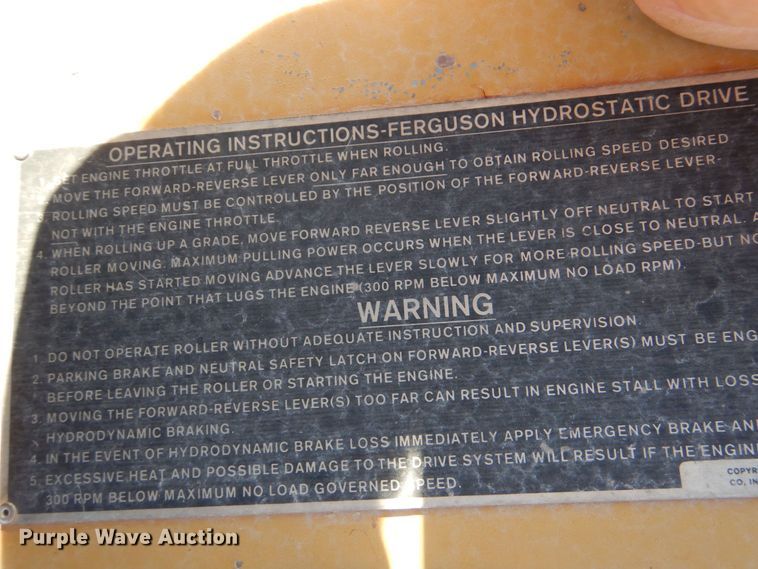 OPERATING INSTRUCTIONS-FERGUSON HYDROSTATIC DRIVE
ENGINE THROTTLE AT FULL THROTTLE WHEN ROLLING.
MOVE THE FORWARD-REVERSE LEVER ONLY FAR ENOUGH TO OBTAIN ROLLING SPEED DESIRED
3. ROLLING SPEED MUST BE CONTROLLED BY THE POSITION OF THE FORWARD-REVERSE LEVER-
NOT WITH THE ENGINE THROTTLE.
4. WHEN ROLLING UP A GRADE, MOVE FORWARD REVERSE LEVER SLIGHTLY OFF NEUTRAL TO START
ROLLER MOVING. MAXIMUM PULLING POWER OCCURS WHEN THE LEVER IS CLOSE TO NEUTRAL.
ROLLER HAS STARTED MOVING ADVANCE THE LEVER SLOWLY FOR MORE ROLLING SPEED-BUT NO
BEYOND THE POINT THAT LUGS THE ENGINE (300 RPM BELOW MAXIMUM NO LOAD RPM).
WARNING
1. DO NOT OPERATE ROLLER WITHOUT ADEQUATE INSTRUCTION AND SUPERVISION.
2. PARKING BRAKE AND NEUTRAL SAFETY LATCH ON FORWARD-REVERSE LEVER(S) MUST BE ENG
BEFORE LEAVING THE ROLLER OR STARTING THE ENGINE.
3. MOVING THE FORWARD-REVERSE LEVER(S) TOO FAR CAN RESULT IN ENGINE STALL WITH LOSS
HYDRODYNAMIC BRAKING.
4. IN THE EVENT OF HYDRODYNAMIC BRAKE LOSS IMMEDIATELY APPLY EMERGENCY BRAKE AN
5. EXCESSIVE HEAT AND POSSIBLE DAMAGE TO THE DRIVE SYSTEM WILL RESULT IF THE ENGIN
300 RPM BELOW MAXIMUM NO LOAD GOVERNED SPEED.
COPYR
CO, IN
Purple Wave Auction